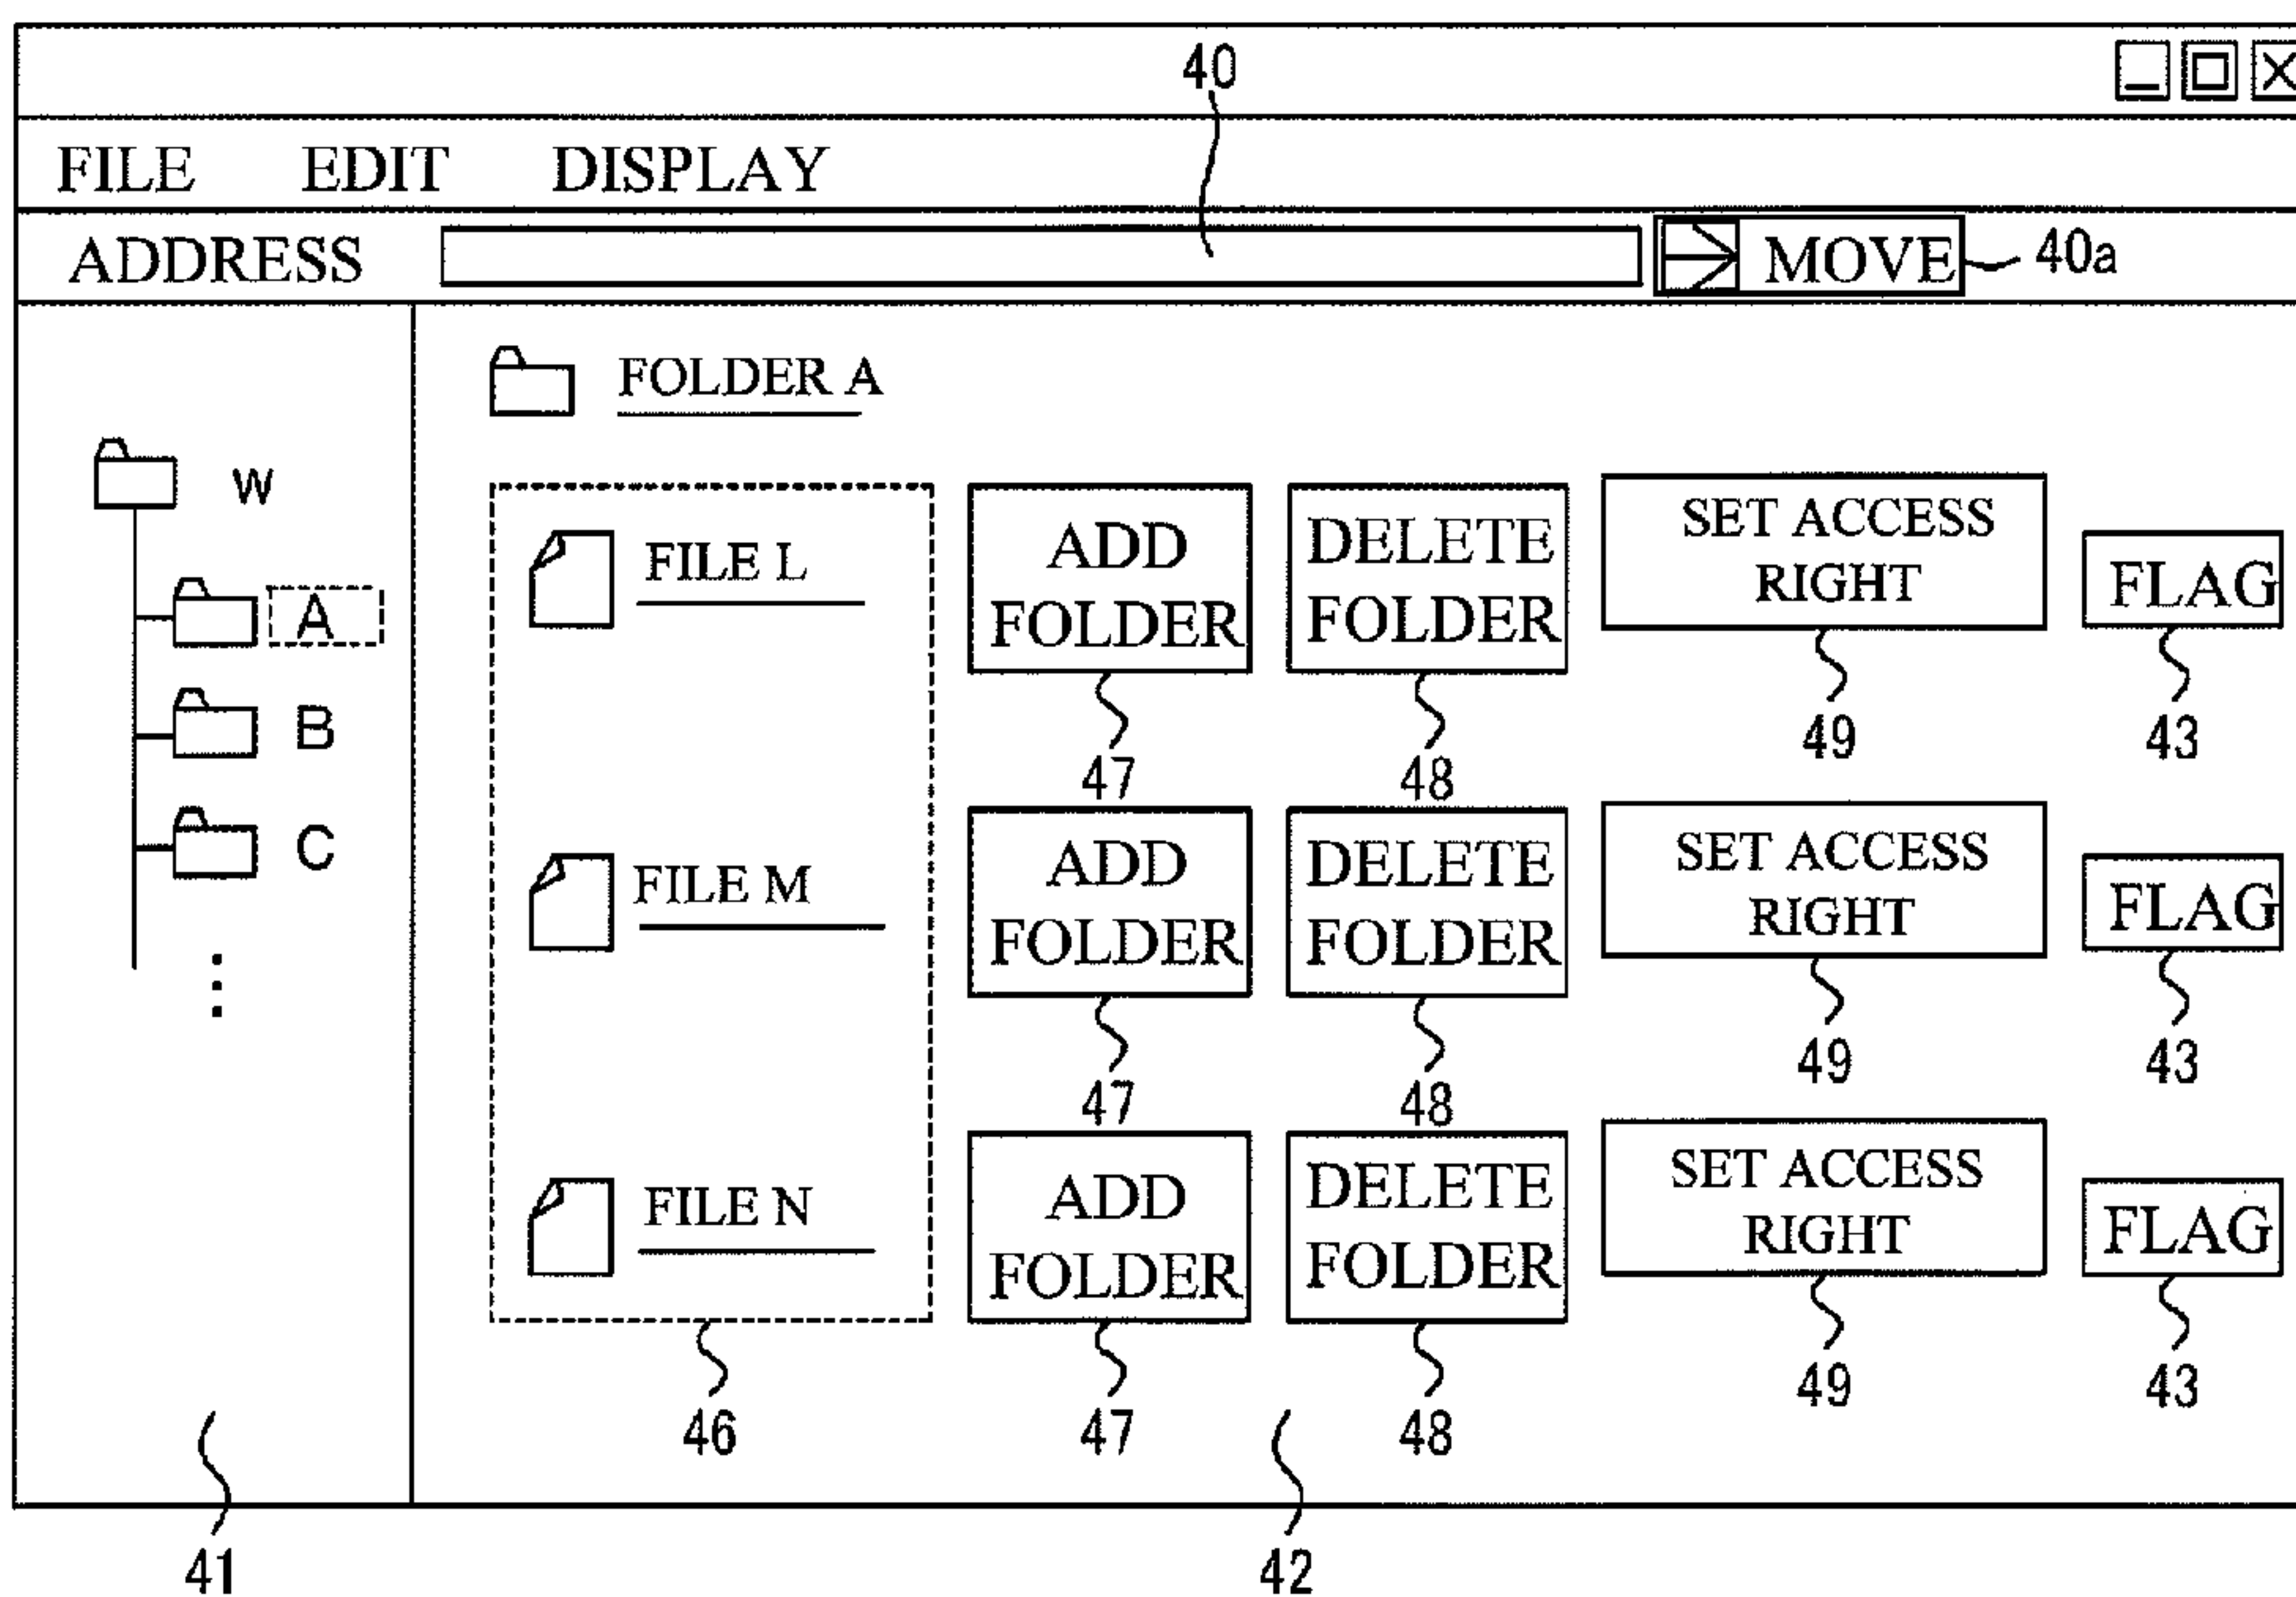 40
FILE EDIT DISPLAY
ADDRESS MOVE 40a
FOLDER A
W
A
B
C
FILE L
ADD
FOLDER
DELETE
FOLDER
SET ACCESS
RIGHT
FLAG
47
48
49
43
FILE M
ADD
FOLDER
DELETE
FOLDER
SET ACCESS
RIGHT
FLAG
47
48
49
43
FILE N
ADD
FOLDER
DELETE
FOLDER
SET ACCESS
RIGHT
FLAG
46
47
48
49
43
41
42